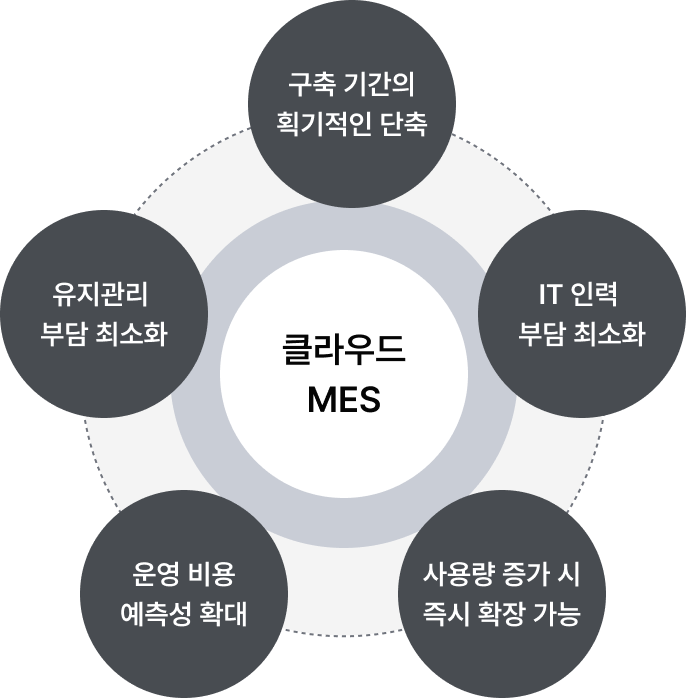 구축 기간의
획기적인 단축
유지관리
부담 최소화
IT 인력
부담 최소화
클라우드
MES
운영 비용
예측성 확대
사용량 증가 시
즉시 확장 가능